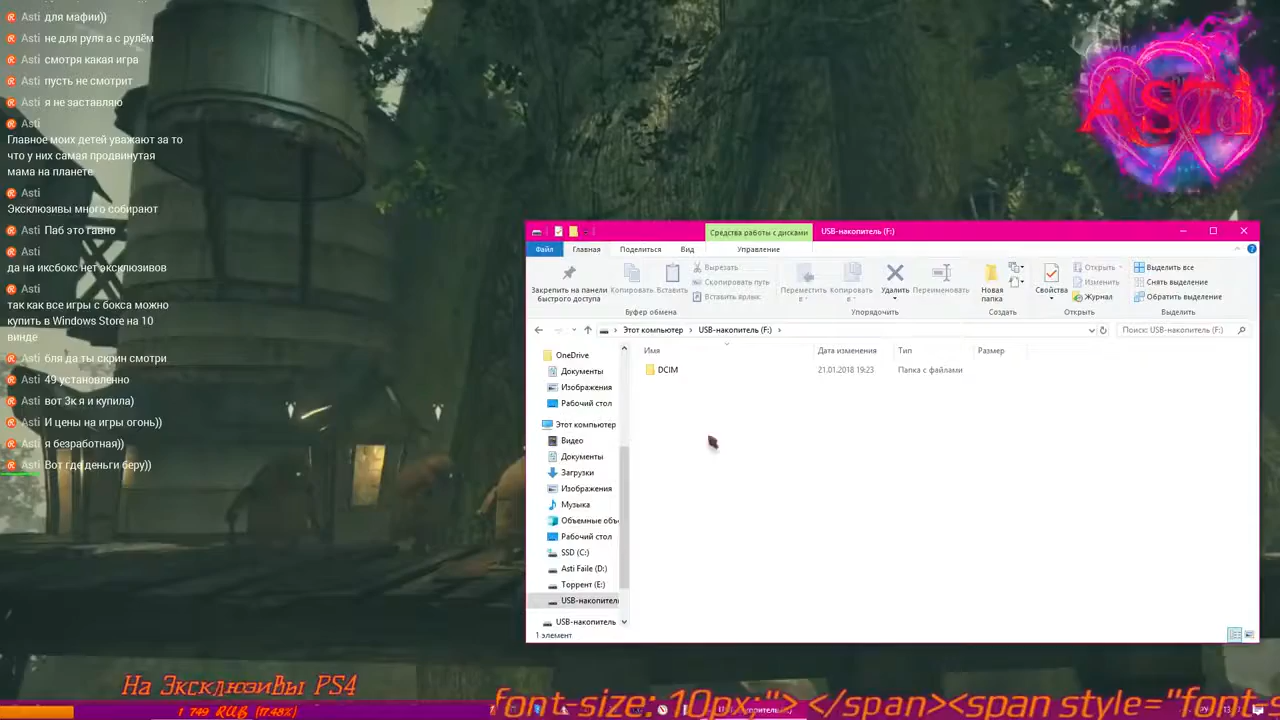 Asti для мафии))
Asti не для руля а с рулём
Asti смотря какая игра
Asti пусть не смотрит
Asti я не заставляю
Asti
Главное моих детей уважают за то
что у них самая продвинутая
мама на планете
Asti
Эксклюзивы много собирают
Asti Паб это гавно
Asti
да на иксбокс нет эксклюзивов
Asti
так как все игры с бокса можно
купить в Windows Store на 10
винде
Asti бля да ты скрин смотри
Asti 49 установленно
Asti вот 3к я и купила)
Asti И цены на игры огонь))
Asti я безработная))
Asti Вот где деньги беру))
Asti
Средства работы с дисками USB-накопитель (F:)
Файл Главная Поделиться Вид Управление
Закрепить на панели
быстрого доступа
Копировать Вставить
Вырезать
Скопировать путь
Вставить ярлык
Буфер обмена
Переместить
в
Копировать
в
Удалить Переименовать
Упорядочить
Новая
папка
Создать
Свойства
Открыть
Изменить
Журнал
Открыть
Выделить все
Снять выделение
Обратить выделение
Выделить
Этот компьютер USB-накопитель (F:) Поиск: USB-накопитель (F:)
Имя Дата изменения Тип Размер
DCIM 21.01.2018 19:23 Папка с файлами
OneDrive
Документы
Изображения
Рабочий стол
Этот компьютер
Видео
Документы
Загрузки
Изображения
Музыка
Объемные объ
Рабочий стол
SSD (C:)
Asti Faile (D:)
Торрент (E:)
USB-накопитель
USB-накопитель
1 элемент
На Эксклюзивы PS4
1 749 RUB (17.48%)
font-size: 10px;"> </span><span style="font-s